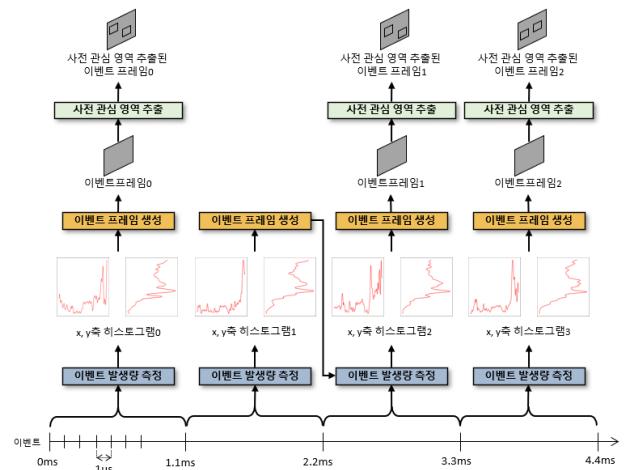 사전 관심 영역 추출된
이벤트 프레임0
사전 관심 영역 추출된
이벤트 프레임1
사전 관심 영역 추출된
이벤트 프레임2
사전 관심 영역 추출
사전 관심 영역 추출
사전 관심 영역 추출
이벤트프레임0
이벤트프레임1
이벤트프레임2
이벤트 프레임 생성
이벤트 프레임 생성
이벤트 프레임 생성
이벤트 프레임 생성
x, y축 히스토그램0
x, y축 히스토그램1
x, y축 히스토그램2
x, y축 히스토그램3
이벤트 발생량 측정
이벤트 발생량 측정
이벤트 발생량 측정
이벤트 발생량 측정
이벤트
0ms
1us
1.1ms
2.2ms
3.3ms
4.4ms